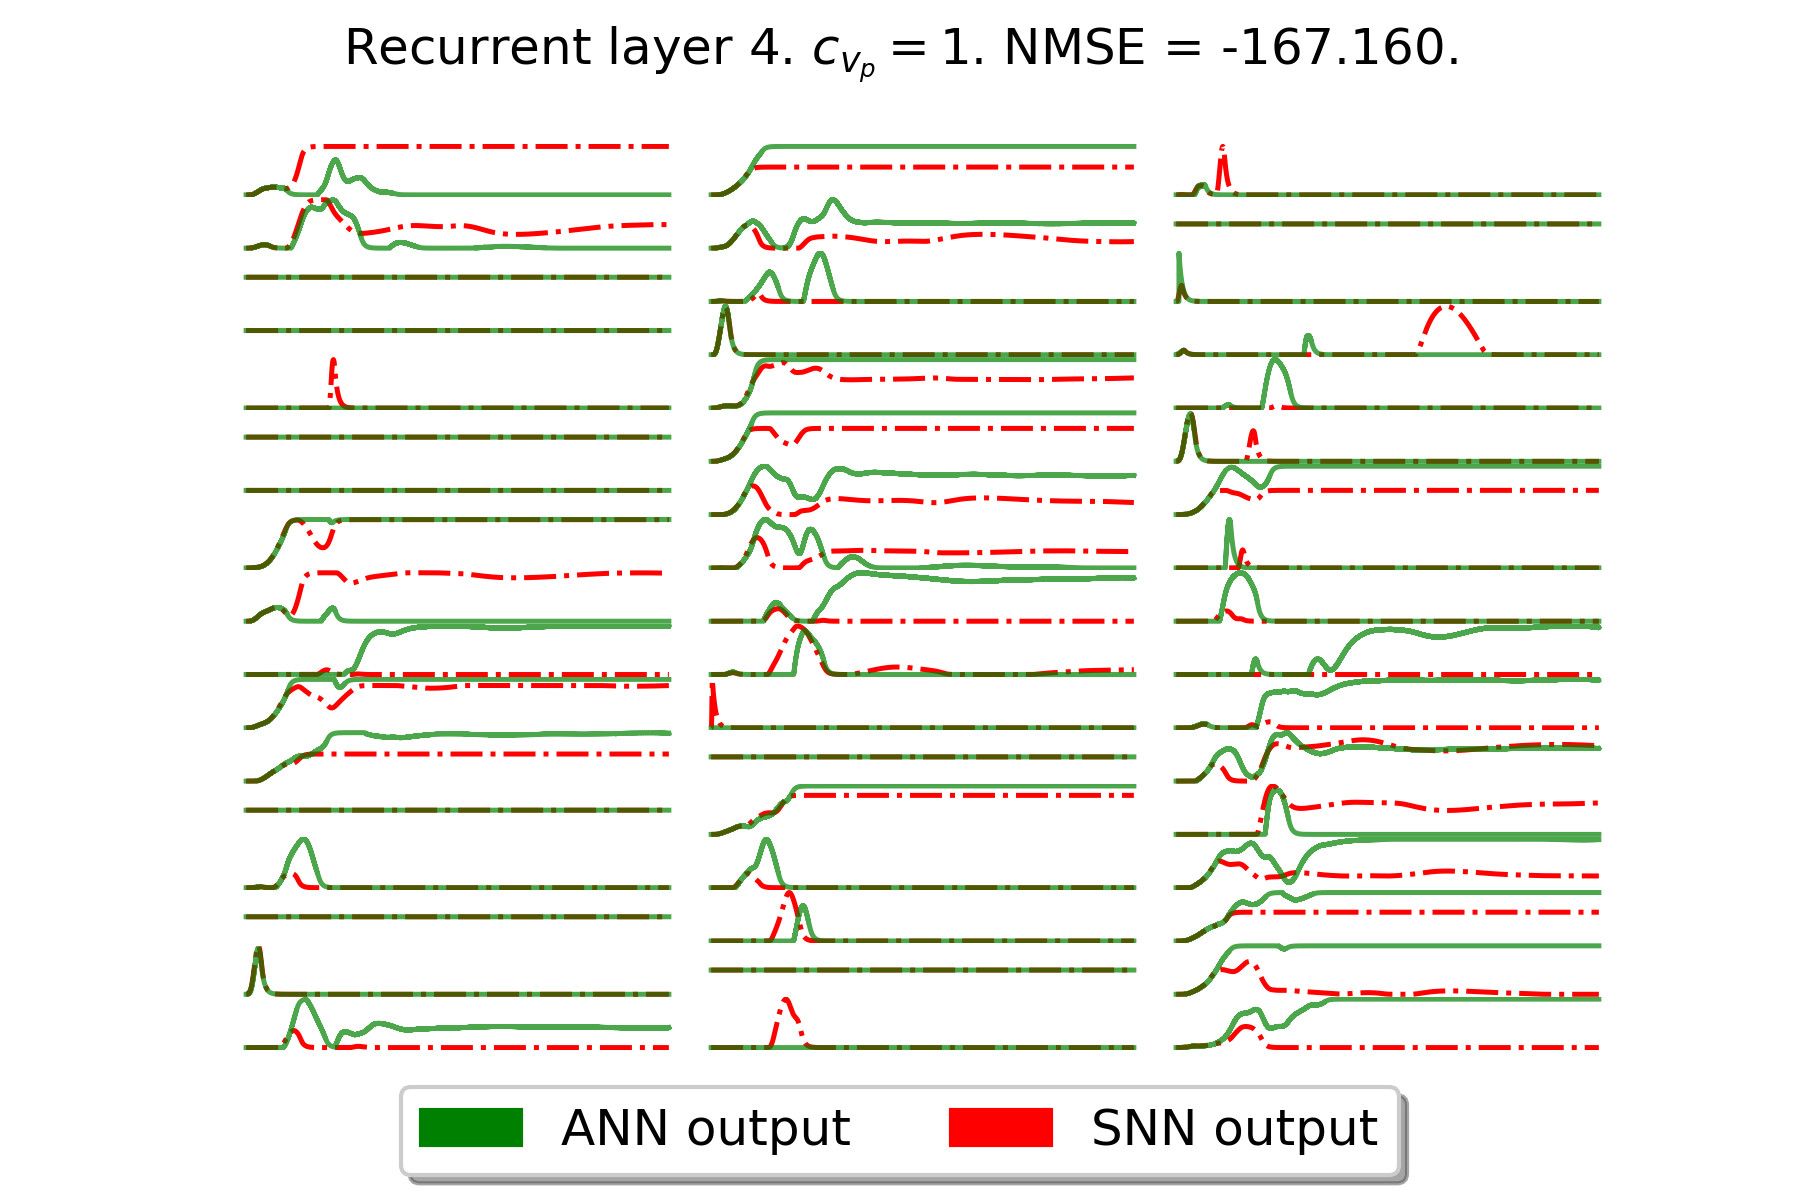 Recurrent layer 4. $c_{v_p} = 1$. NMSE = -167.160.
ANN output
SNN output